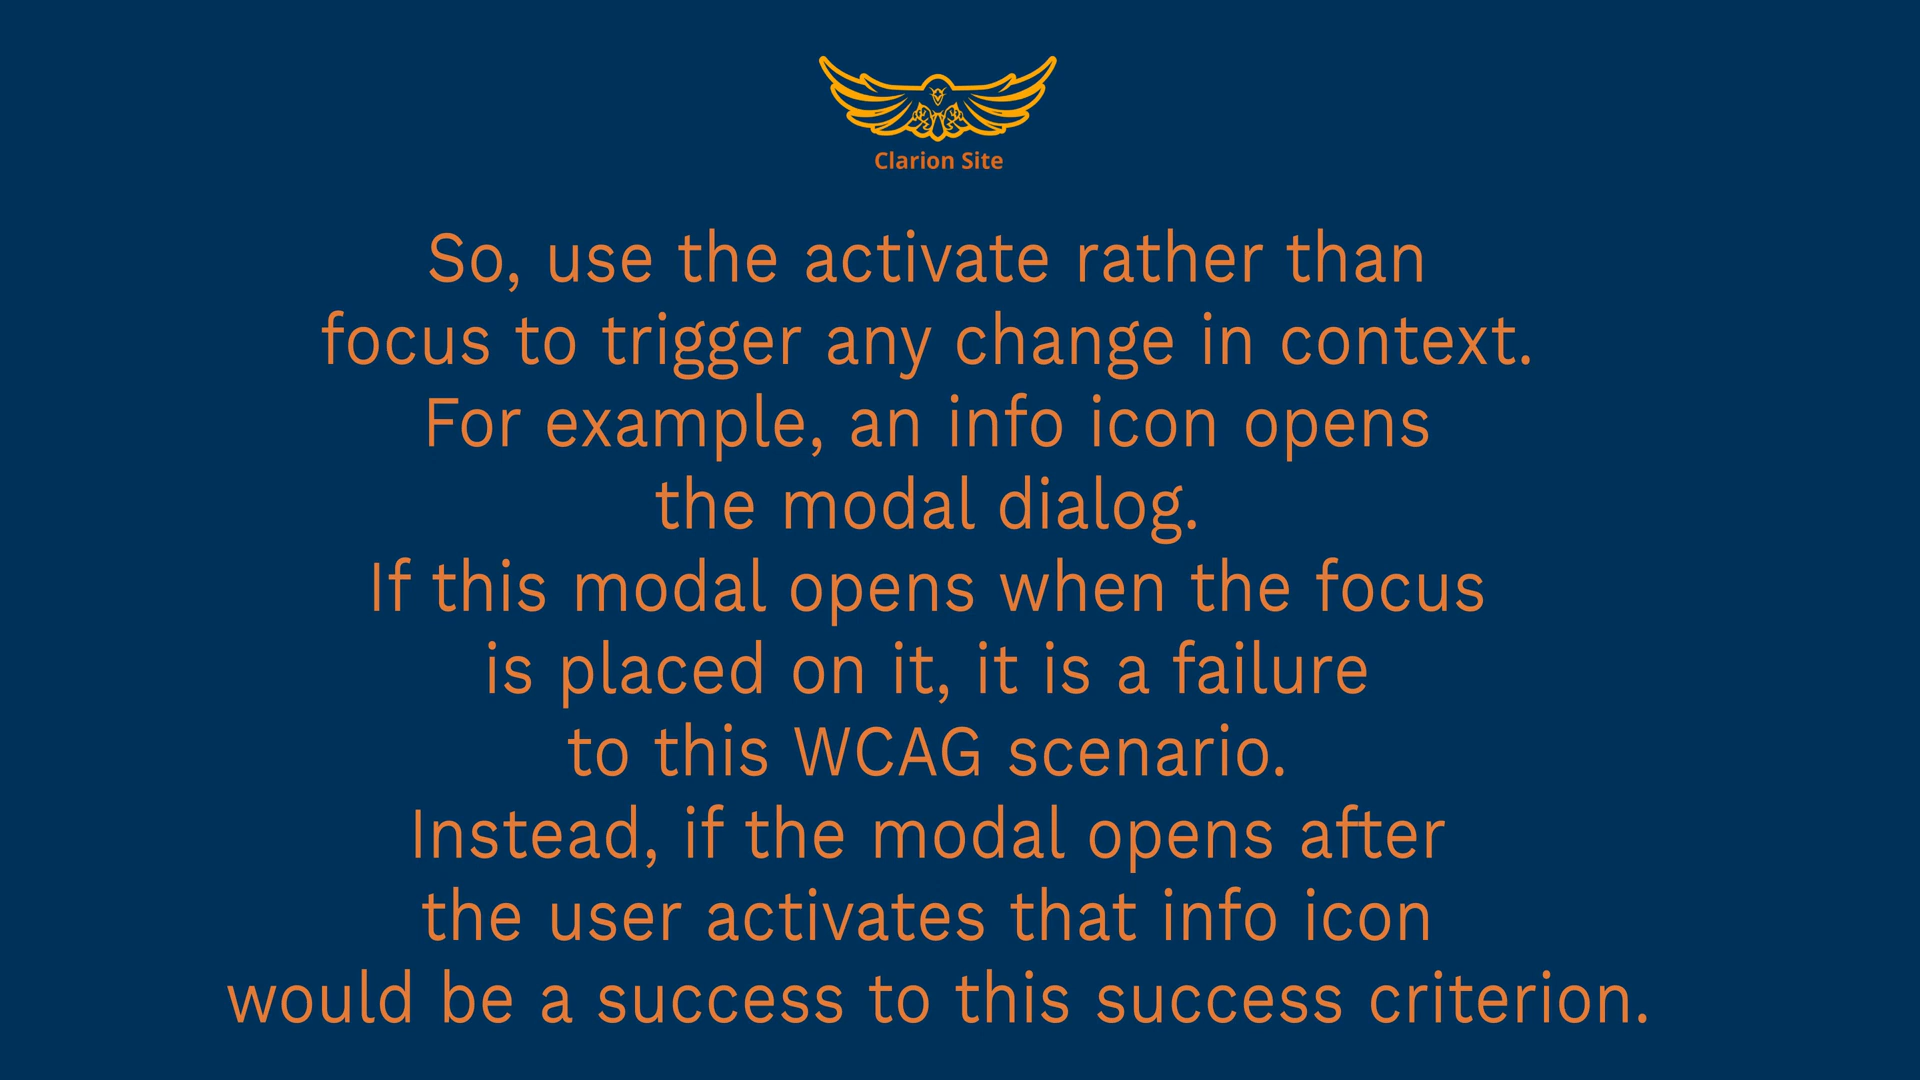 Clarion Site
So, use the activate rather than
focus to trigger any change in context.
For example, an info icon opens
the modal dialog.
If this modal opens when the focus
is placed on it, it is a failure
to this WCAG scenario.
Instead, if the modal opens after
the user activates that info icon
would be a success to this success criterion.